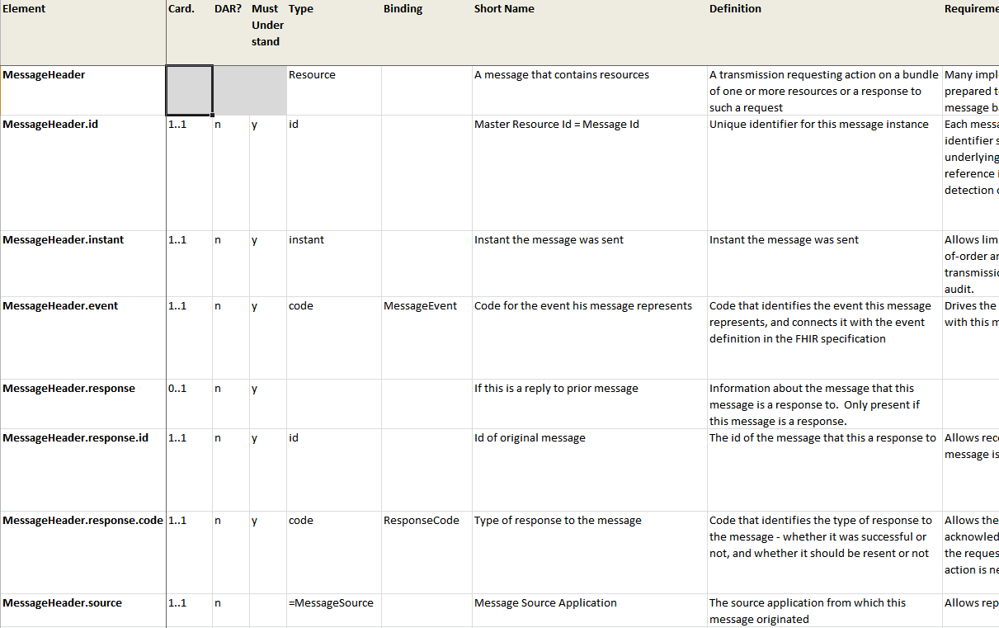 Element Card. DAR? Must Type Binding Short Name Definition Requireme
Under
stand
MessageHeader Resource A message that contains resources A transmission requesting action on a bundle Many impl
of one or more resources or a response to prepared t
such a request message ba
MessageHeader.id 1..1 n y id Master Resource Id = Message Id Unique identifier for this message instance Each messa
identifier s
underlying
reference i
detection o
MessageHeader.instant 1..1 n y instant Instant the message was sent Instant the message was sent Allows lim
of-order ar
transmissio
audit.
MessageHeader.event 1..1 n y code MessageEvent Code for the event his message represents Code that identifies the event this message Drives the
represents, and connects it with the event with this m
definition in the FHIR specification
MessageHeader.response 0..1 n y If this is a reply to prior message Information about the message that this
message is a response to. Only present if
this message is a response.
MessageHeader.response.id 1..1 n y id Id of original message The id of the message that this a response to Allows rece
message is
MessageHeader.response.code 1..1 n y code ResponseCode Type of response to the message Code that identifies the type of response to Allows the
the message - whether it was successful or acknowled
not, and whether it should be resent or not the reques
action is ne
MessageHeader.source 1..1 n =MessageSource Message Source Application The source application from which this Allows rep
message originated